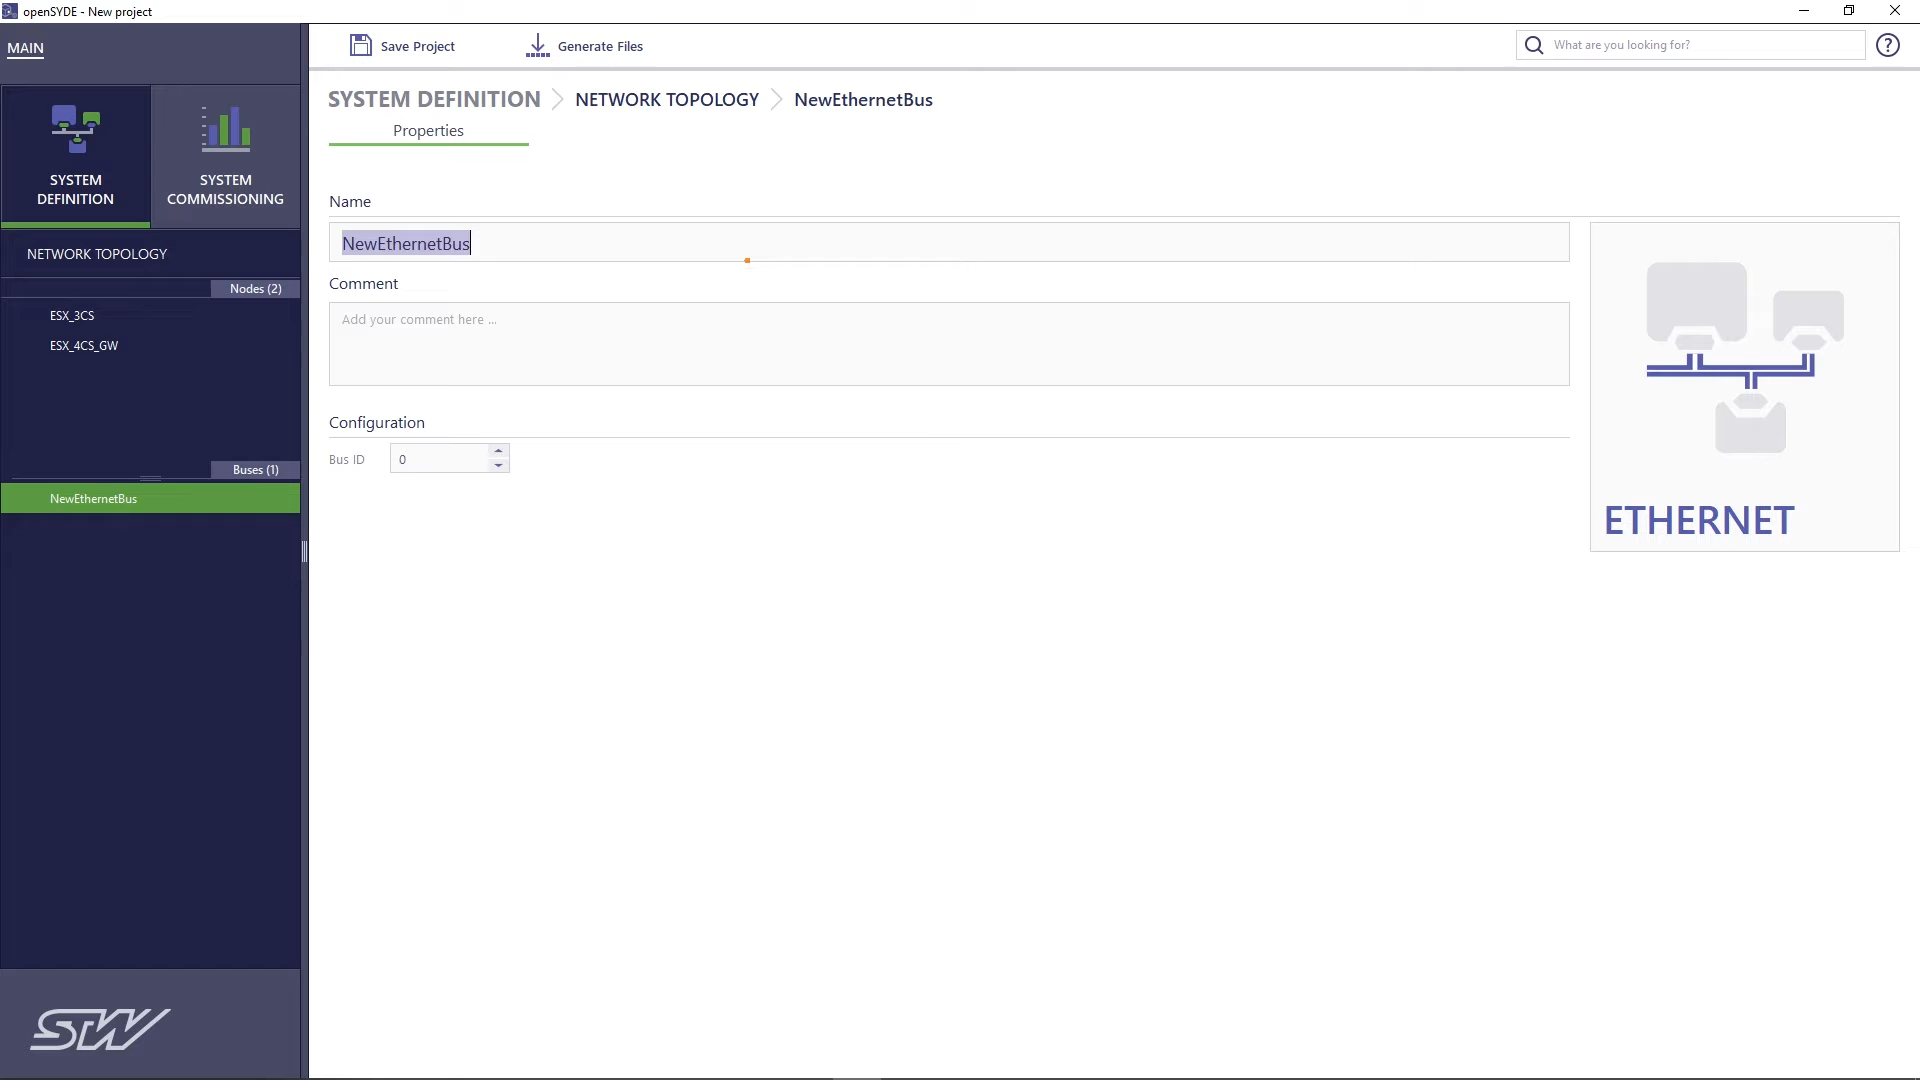 openSYDE - New project
MAIN
Save Project
Generate Files
What are you looking for?
?
SYSTEM DEFINITION
SYSTEM COMMISSIONING
SYSTEM DEFINITION
NETWORK TOPOLOGY
NewEthernetBus
Properties
NETWORK TOPOLOGY
Nodes (2)
ESX_3CS
ESX_4CS_GW
Buses (1)
NewEthernetBus
Name
NewEthernetBus
Comment
Add your comment here ...
Configuration
Bus ID
0
ETHERNET
STW